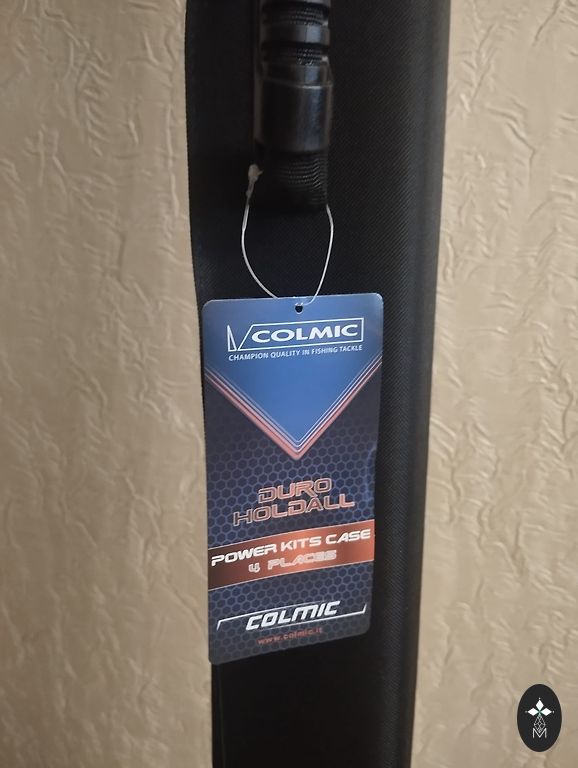 COLMIC
CHAMPION QUALITY IN FISHING TACKLE
DURO
HOLDALL
POWER KITS CASE
4 PLACES
COLMIC
www.colmic.it
M